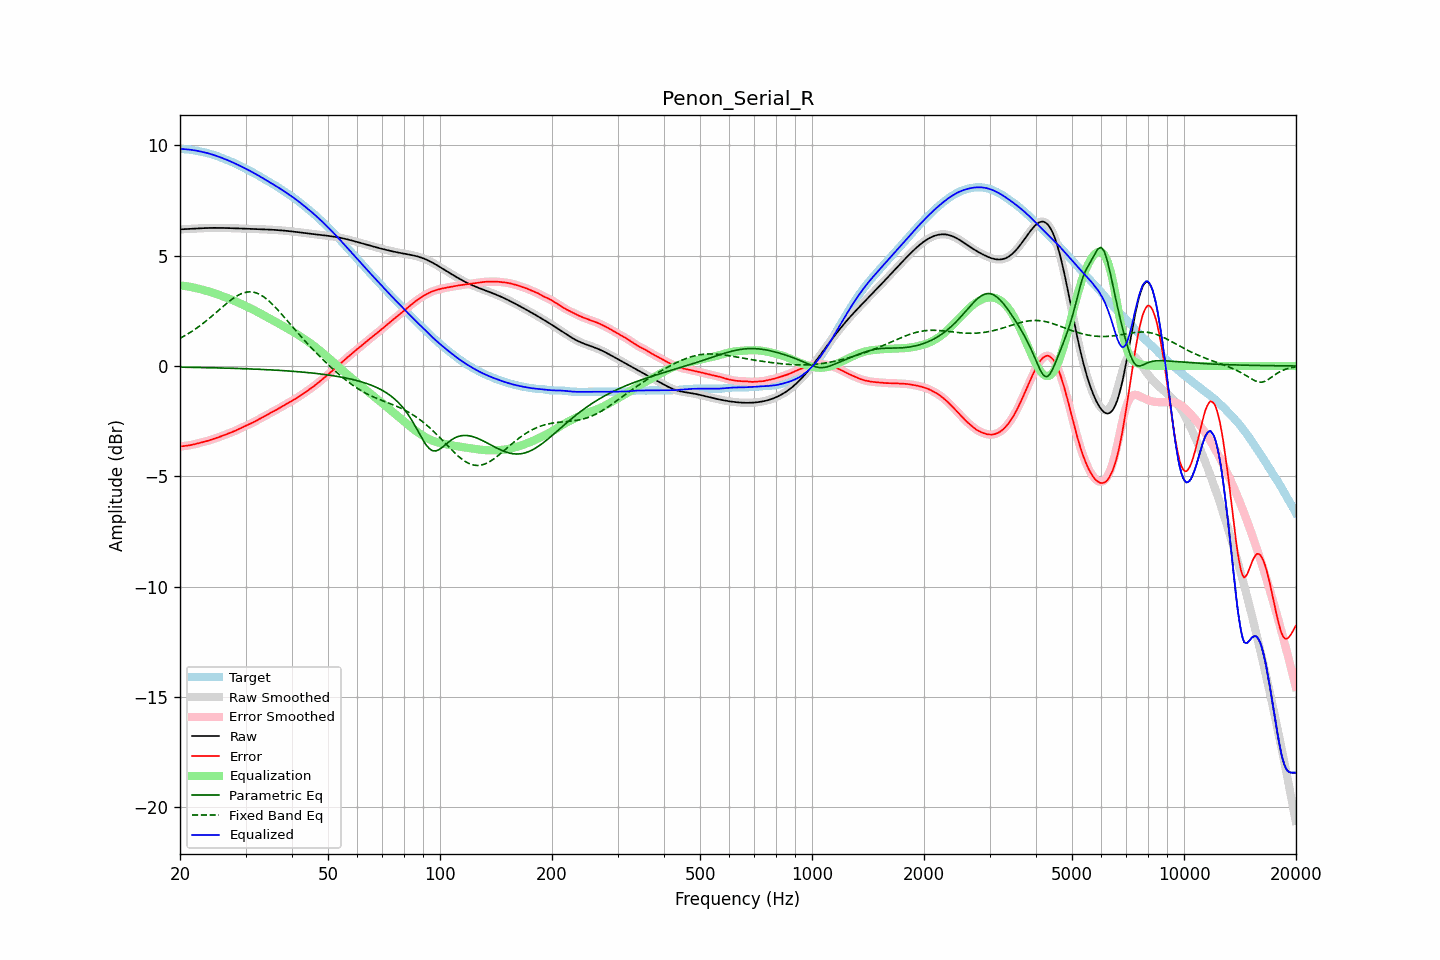 Penon_Serial_R
10
5
0
−5
−10
−15
−20
Amplitude (dBr)
Target
Raw Smoothed
Error Smoothed
Raw
Error
Equalization
Parametric Eq
Fixed Band Eq
Equalized
20 50 100 200 500 1000 2000 5000 10000 20000
Frequency (Hz)